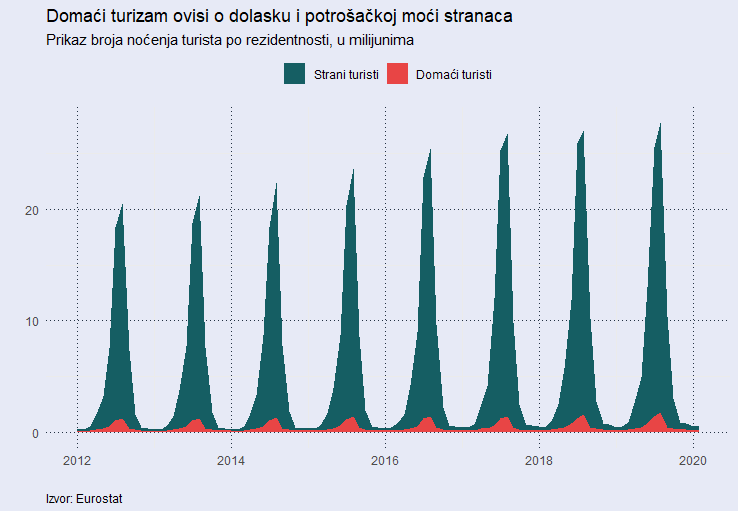 Domaći turizam ovisi o dolasku i potrošačkoj moći stranaca
Prikaz broja noćenja turista po rezidentnosti, u milijunima
Strani turisti Domaći turisti
20
10
0
2012 2014 2016 2018 2020
Izvor: Eurostat